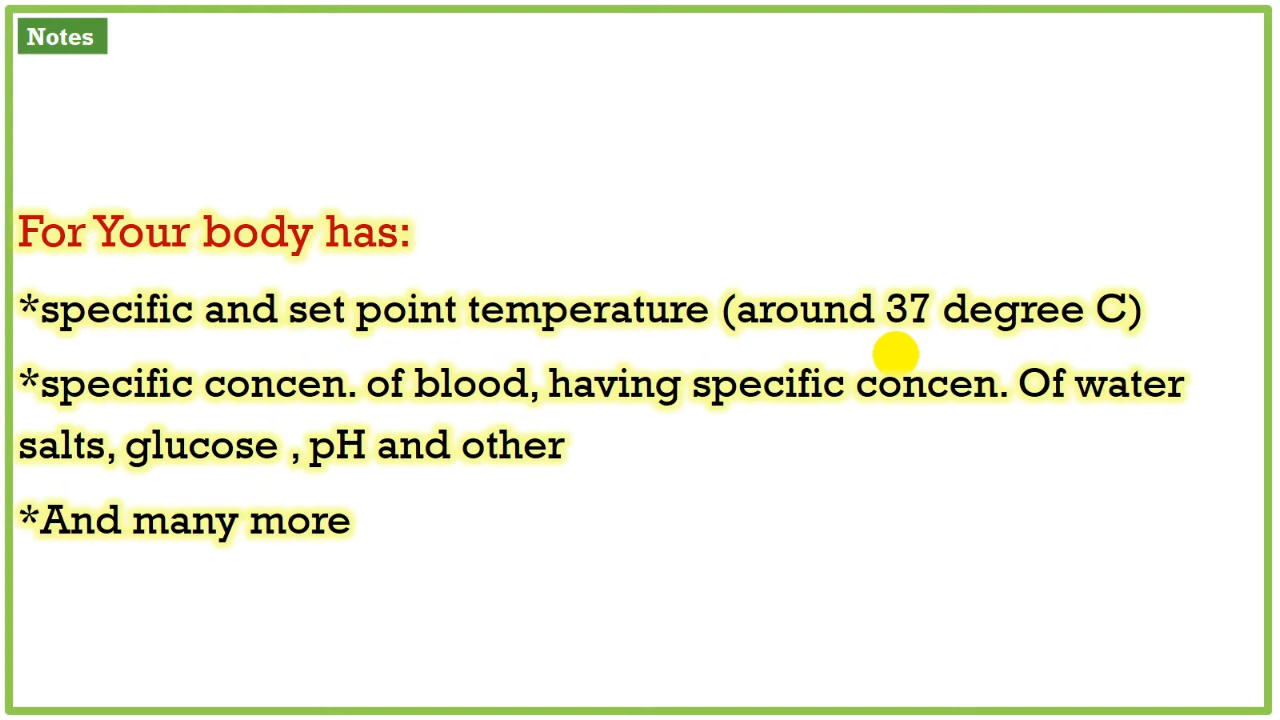 Notes
For Your body has:
*specific and set point temperature (around 37 degree C)
*specific concen. of blood, having specific concen. Of water
salts, glucose , pH and other
*And many more